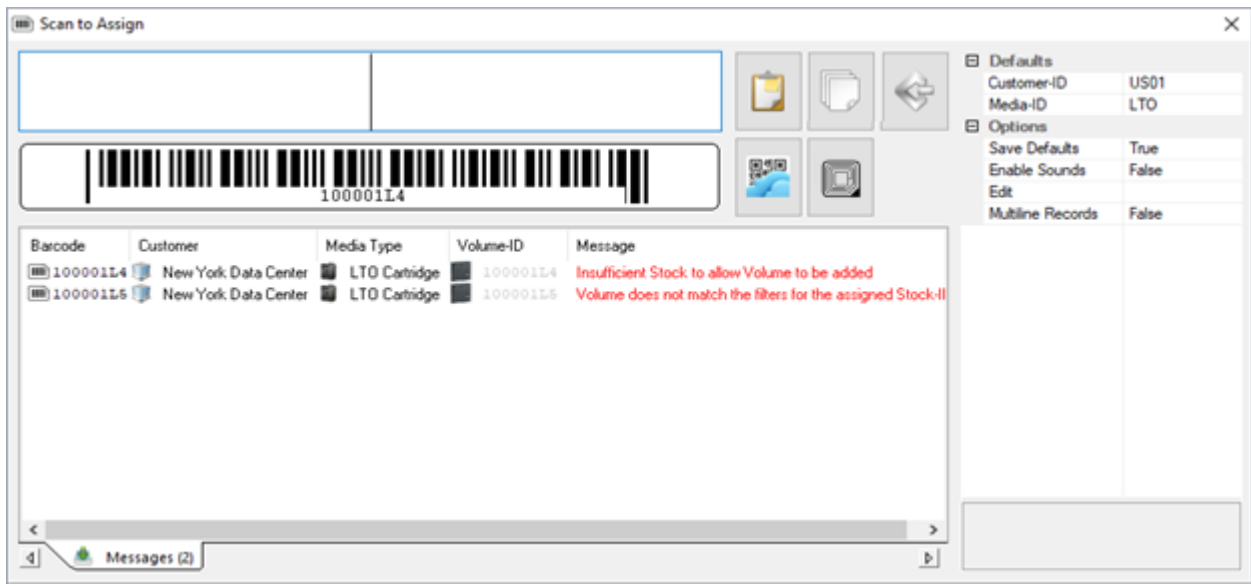 Scan to Assign
100001L4
Defaults
Customer-ID US01
Media-ID LTO
Options
Save Defaults True
Enable Sounds False
Edit
Multiline Records False
Barcode Customer Media Type Volume-ID Message
100001L4 New York Data Center LTO Cartridge 100001L4 Insufficient Stock to allow Volume to be added
100001L5 New York Data Center LTO Cartridge 100001L5 Volume does not match the filters for the assigned Stock-II
Messages (2)